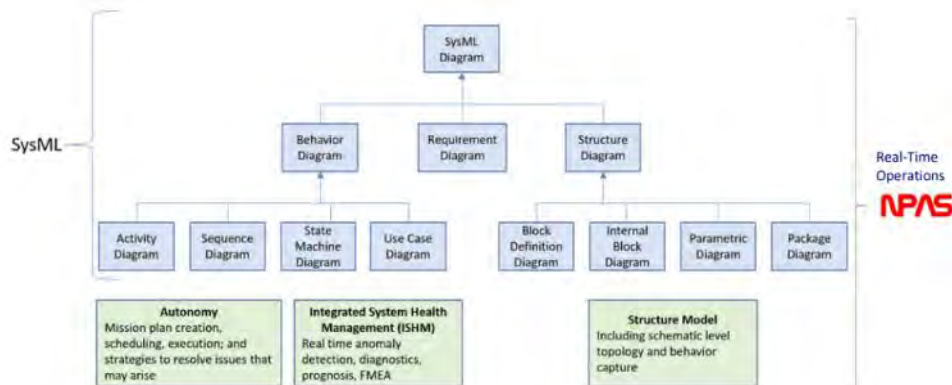 SysML
Diagram
SysML
Behavior
Diagram
Requirement
Diagram
Structure
Diagram
Real-Time
Operations
NPAS
Activity
Diagram
Sequence
Diagram
State
Machine
Diagram
Use Case
Diagram
Block
Definition
Diagram
Internal
Block
Diagram
Parametric
Diagram
Package
Diagram
Autonomy
Mission plan creation,
scheduling, execution; and
strategies to resolve issues that
may arise
Integrated System Health
Management (ISHM)
Real time anomaly
detection, diagnostics,
prognosis, FMEA
Structure Model
Including schematic level
topology and behavior
capture